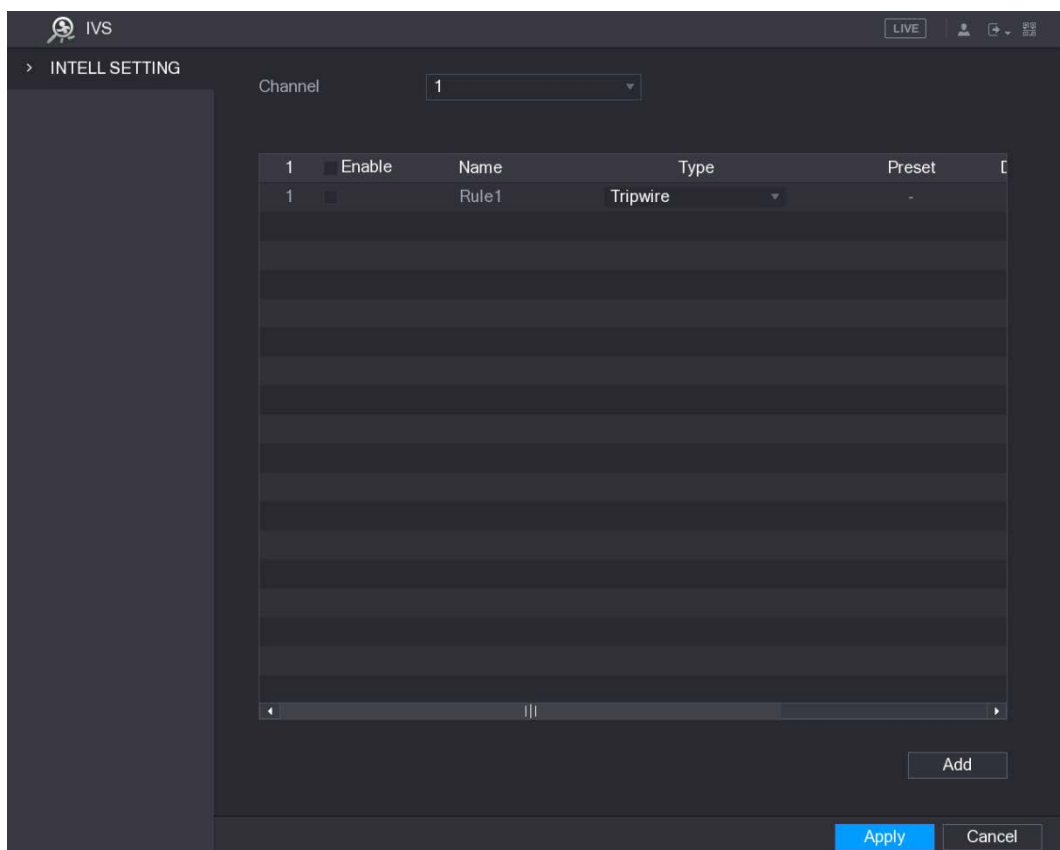 IVS LIVE
INTELL SETTING
Channel 1
1 Enable Name Type Preset
1 Rule1 Tripwire -
Add
Apply Cancel